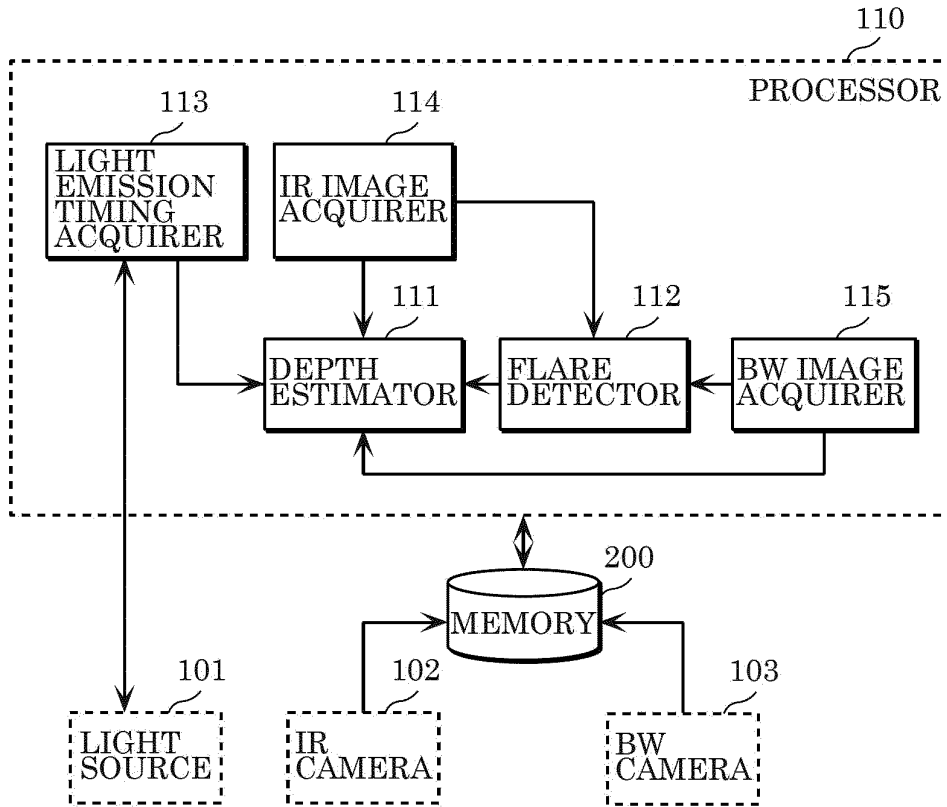 110
PROCESSOR
113
114
LIGHT
EMISSION
TIMING
ACQUIRER
IR IMAGE
ACQUIRER
111
112
115
DEPTH
ESTIMATOR
FLARE
DETECTOR
BW IMAGE
ACQUIRER
200
MEMORY
101
102
103
LIGHT
SOURCE
IR
CAMERA
BW
CAMERA